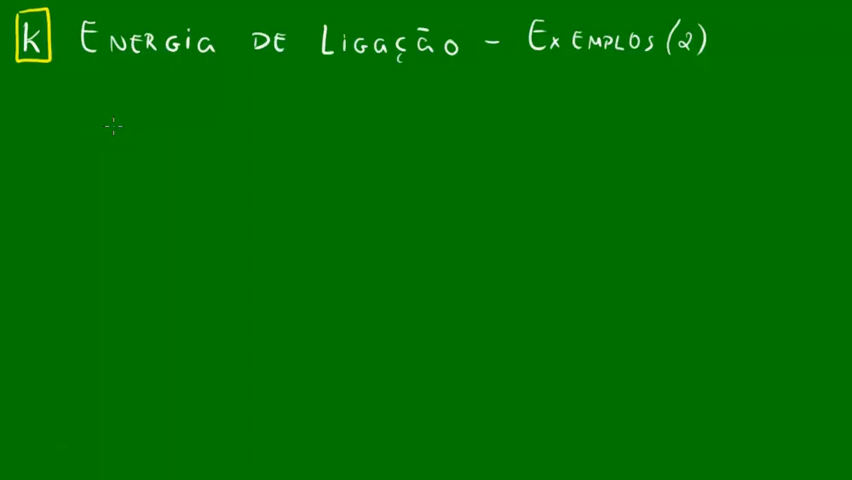 K ENERGIA DE LIGAÇÃO - EXEMPLOS (2)